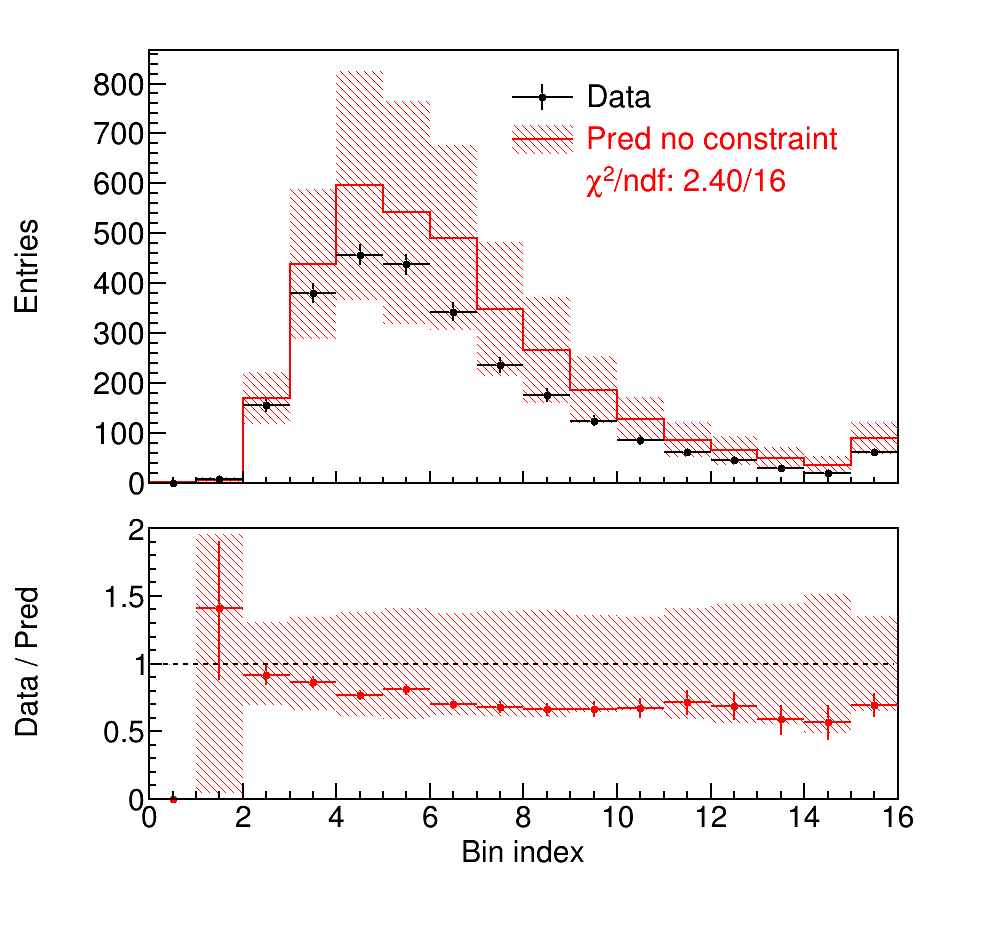 Entries
800
700
600
500
400
300
200
100
0
Data
Pred no constraint
χ²/ndf: 2.40/16
Data / Pred
2
1.5
1
0.5
0
0 2 4 6 8 10 12 14 16
Bin index